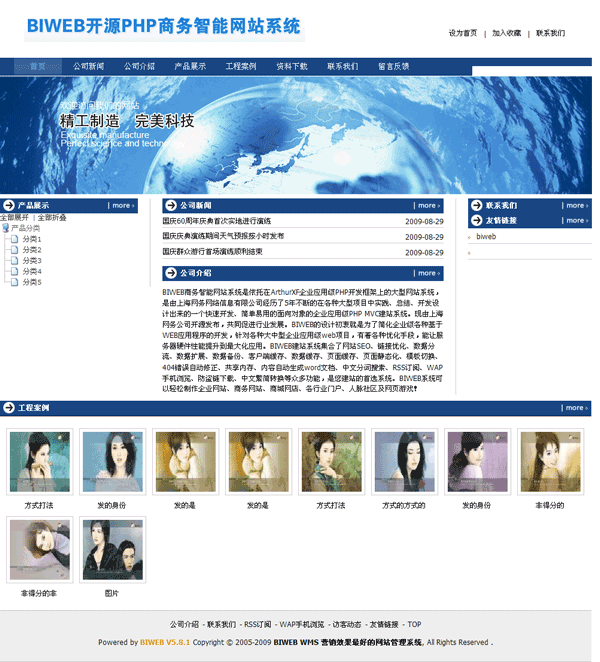 BIWEB开源PHP商务智能网站系统
设为首页 | 加入收藏 | 联系我们
首页 公司新闻 公司介绍 产品展示 工程案例 资料下载 联系我们 留言反馈
欢迎访问我们的网站
精工制造 完美科技
Exquisite manufacture
Perfect science and technology
产品展示 | more ›
全部展开 | 全部折叠
产品分类
分类1
分类2
分类3
分类4
分类5
公司新闻 | more ›
国庆60周年庆典首次实地进行演练 2009-08-29
国庆庆典演练期间天气预报按小时发布 2009-08-29
国庆群众游行首场演练顺利结束 2009-08-29
公司介绍 | more ›
BIWEB商务智能网站系统是依托在ArthurXF企业应用级PHP开发框架上的大型网站系统，
是由上海网务网络信息有限公司经历了5年不断的在各种大型项目中实践、总结、开发设
计出来的一个快速开发、简单易用的面向对象的企业应用级PHP MVC建站系统。现由上海
网务公司开源发布，共同促进行业发展。BIWEB的设计初衷就是为了简化企业级各种基于
WEB应用程序的开发，针对各种大中型企业应用级web项目，有着各种优化手段，能让服
务器硬件性能提升到最大化应用。BIWEB建站系统集合了网站SEO、链接优化、数据分
流、数据扩展、数据备份、客户端缓存、数据缓存、页面缓存、页面静态化、模板切换、
404错误自动修正、共享内存、内容自动生成word文档、中文分词搜索、RSS订阅、WAP
手机浏览、防盗链下载、中文繁简转换等众多功能，是您建站的首选系统。BIWEB系统可
以轻松制作企业网站、商务网站、商城网店、各行业门户、人脉社区及网页游戏！
联系我们 | more ›
友情链接 | more ›
biweb
工程案例 | more ›
方式打法 发的身份 发的是 发的是 方式打法 方式的方式的 发的身份 非得分的
非得分的非 图片
公司介绍 - 联系我们 - RSS订阅 - WAP手机浏览 - 访客动态 - 友情链接 - TOP
Powered by BIWEB V5.8.1 Copyright © 2005-2009 BIWEB WMS 营销效果最好的网站管理系统, All Rights Reserved .